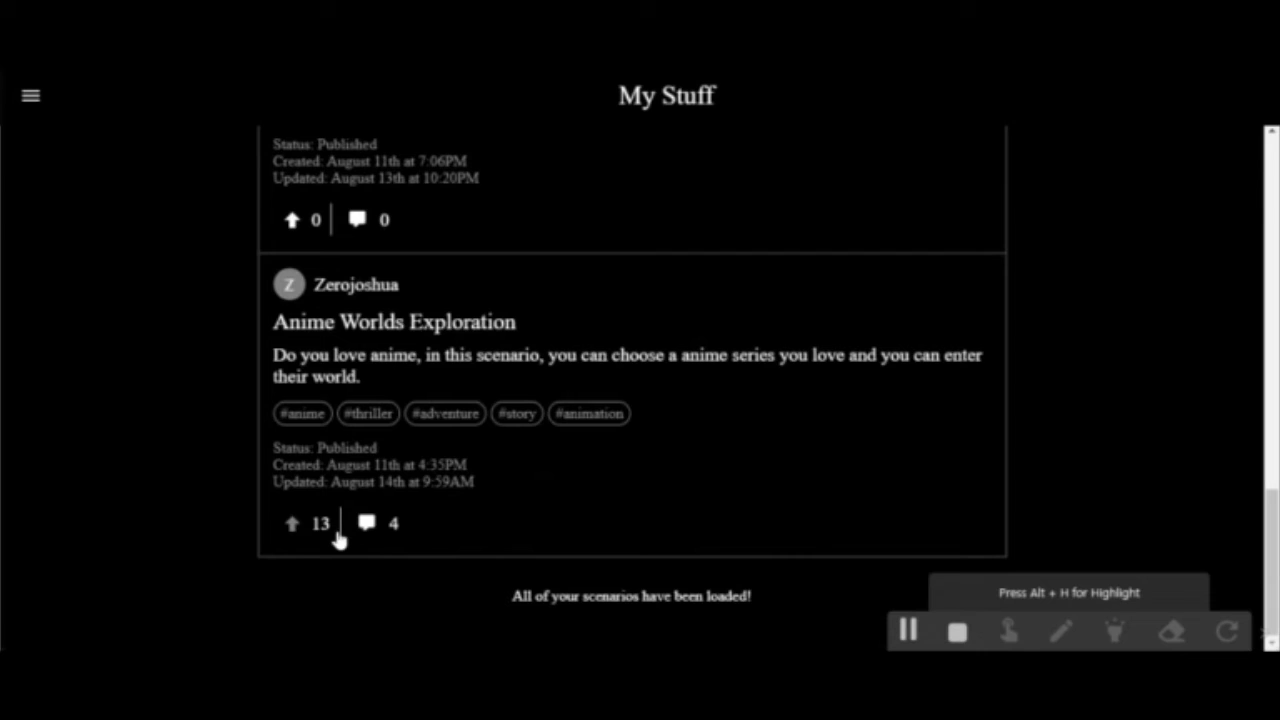 My Stuff
Status: Published
Created: August 11th at 7:06PM
Updated: August 13th at 10:20PM
0 0
Z Zerojoshua
Anime Worlds Exploration
Do you love anime, in this scenario, you can choose a anime series you love and you can enter
their world.
#anime #thriller #adventure #story #animation
Status: Published
Created: August 11th at 4:35PM
Updated: August 14th at 9:59AM
13 4
All of your scenarios have been loaded!
Press Alt + H for Highlight